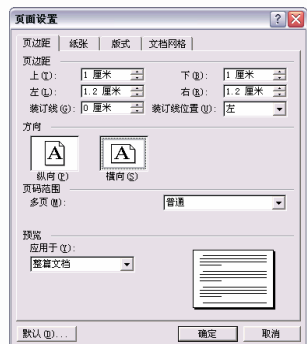 页面设置
页边距 纸张 版式 文档网格
页边距
上(T): 1 厘米 下(B): 1 厘米
左(L): 1.2 厘米 右(R): 1.2 厘米
装订线(G): 0 厘米 装订线位置(U): 左
方向
A A
纵向(P) 横向(S)
页码范围
多页(M): 普通
预览
应用于(Y):
整篇文档
默认(D)... 确定 取消